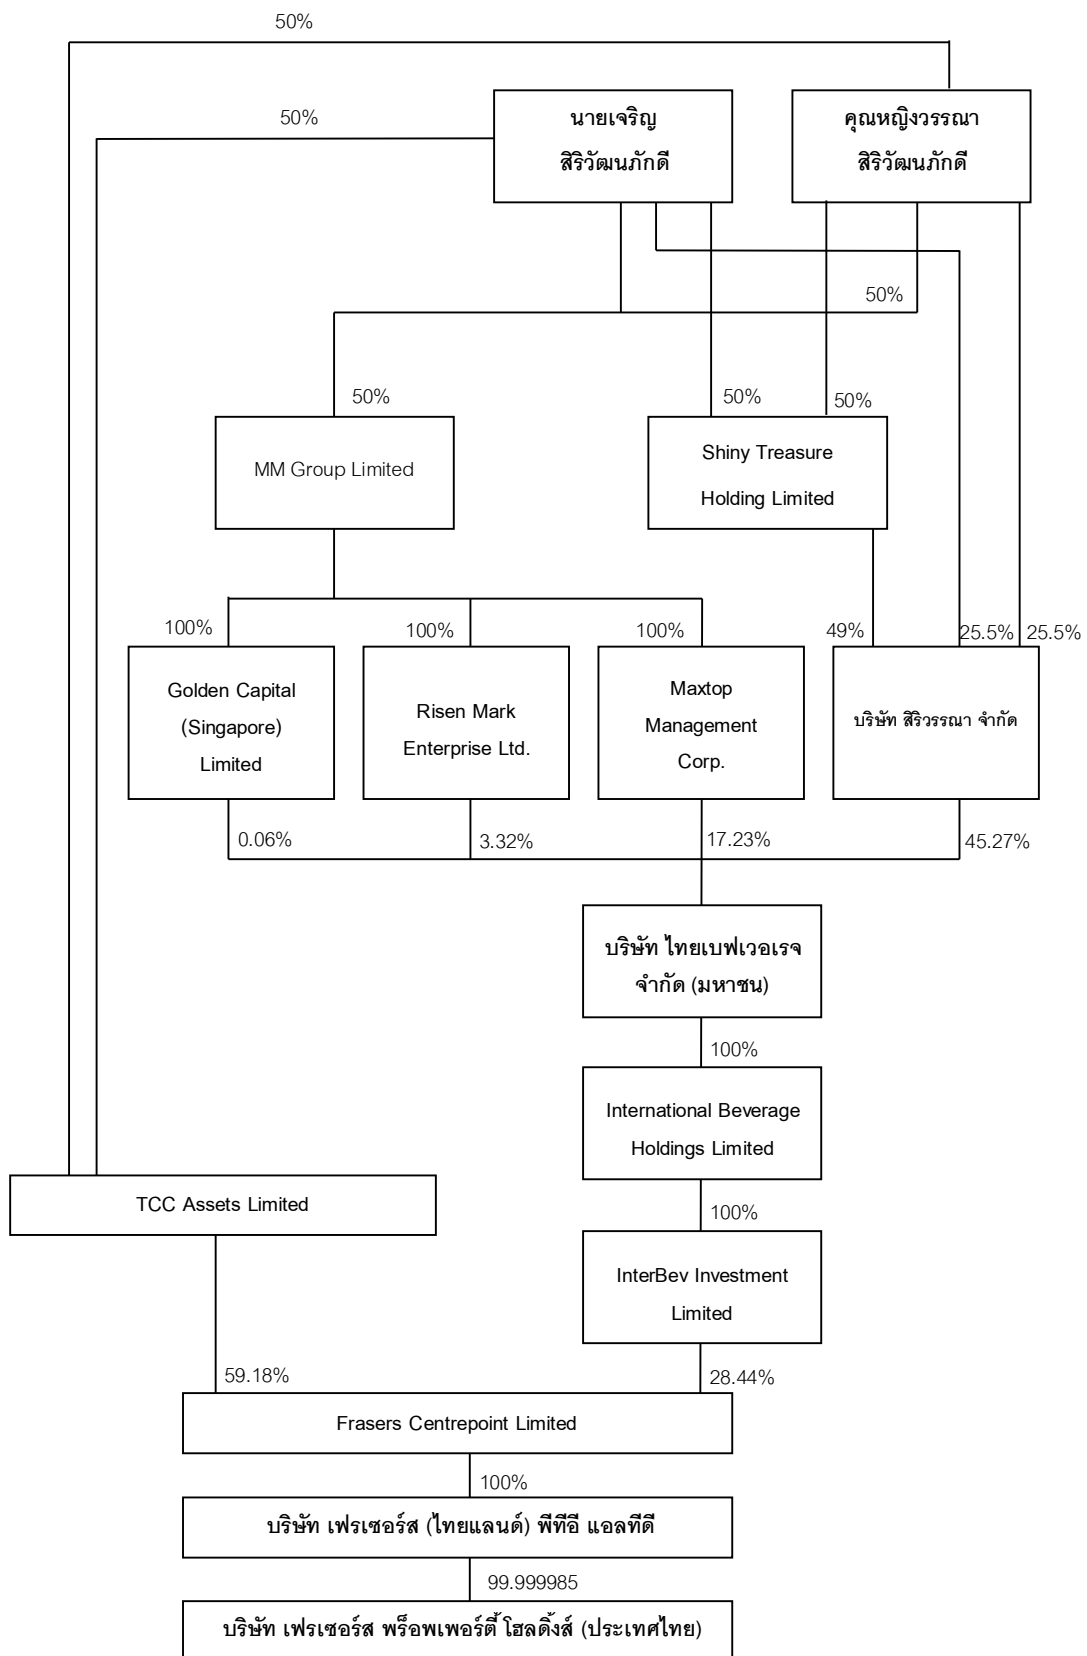 50%
50%
นายเจริญ
สิริวัฒนภักดี
คุณหญิงวรรณา
สิริวัฒนภักดี
50%
50%
50%
50%
MM Group Limited
Shiny Treasure
Holding Limited
100%
100%
100%
49%
25.5%
25.5%
Golden Capital
(Singapore)
Limited
Risen Mark
Enterprise Ltd.
Maxtop
Management
Corp.
บริษัท สิริวรรณา จำกัด
0.06%
3.32%
17.23%
45.27%
บริษัท ไทยเบฟเวอเรจ
จำกัด (มหาชน)
100%
International Beverage
Holdings Limited
TCC Assets Limited
100%
InterBev Investment
Limited
59.18%
28.44%
Frasers Centrepoint Limited
100%
บริษัท เฟรเซอร์ส (ไทยแลนด์) พีทีอี แอลทีดี
99.999985
บริษัท เฟรเซอร์ส พร็อพเพอร์ตี้ โฮลดิ้งส์ (ประเทศไทย)